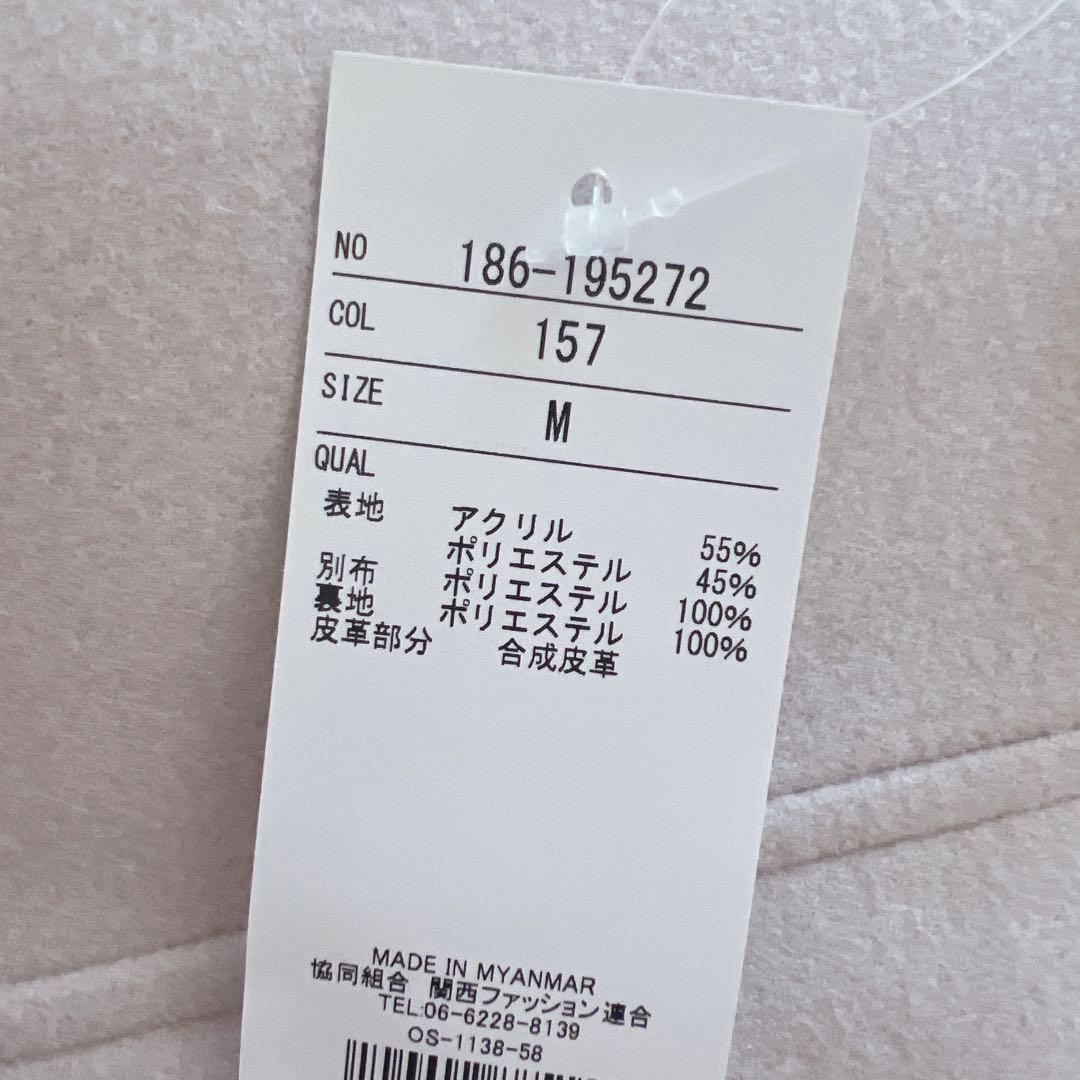 NO 186-195272
COL 157
SIZE M
QUAL
表地 アクリル 55%
ポリエステル 45%
別布 ポリエステル 100%
裏地 ポリエステル 100%
皮革部分 合成皮革
MADE IN MYANMAR
協同組合 関西ファッション連合
TEL:06-6228-8139
OS-1138-58